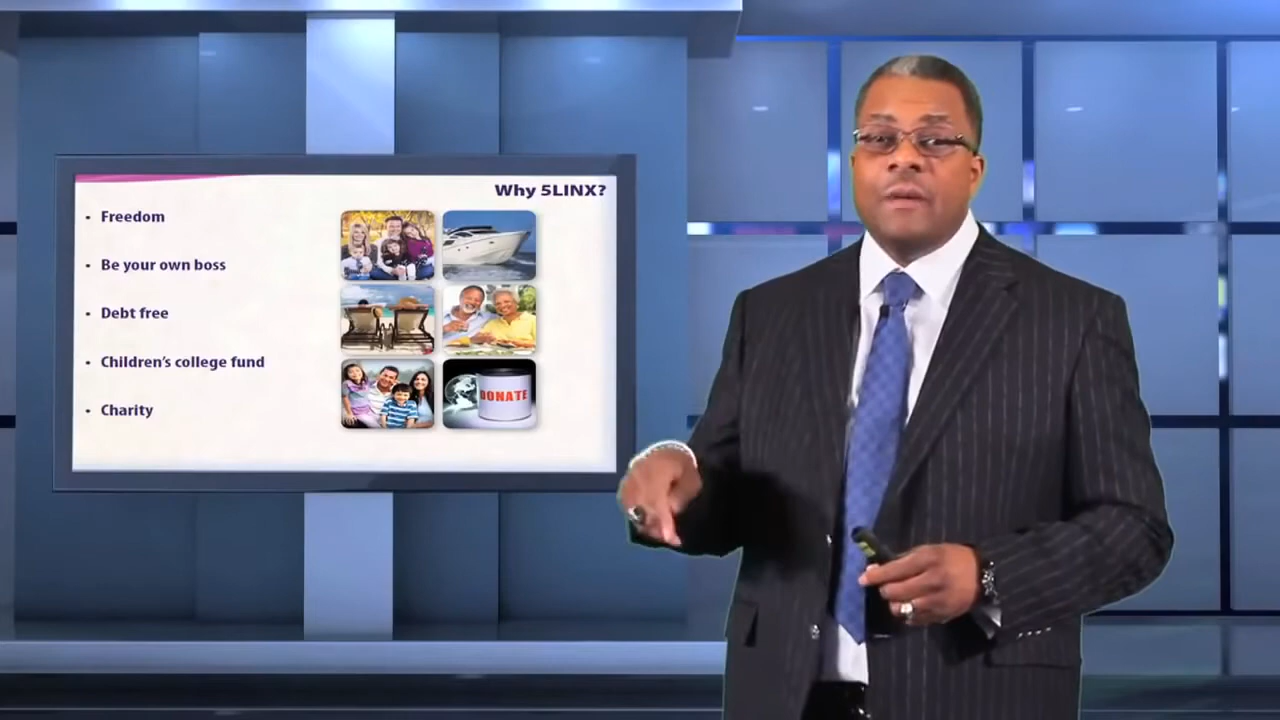 Why 5LINX?
• Freedom
• Be your own boss
• Debt free
• Children's college fund
• Charity
DONATE